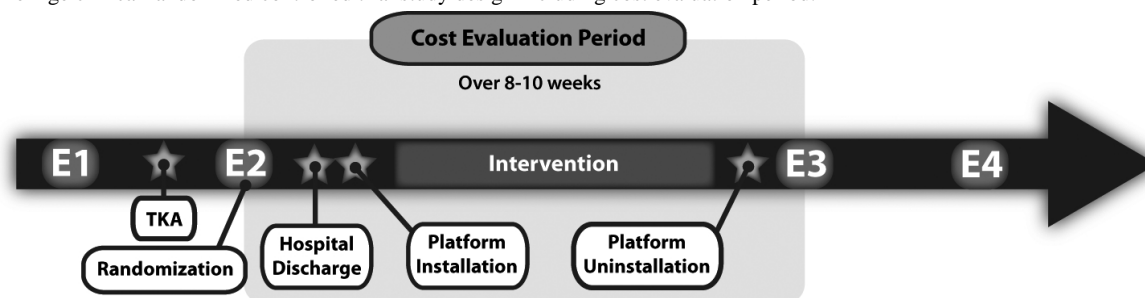 Cost Evaluation Period
Over 8-10 weeks
E1
E2
Intervention
E3
E4
TKA
Randomization
Hospital
Discharge
Platform
Installation
Platform
Uninstallation